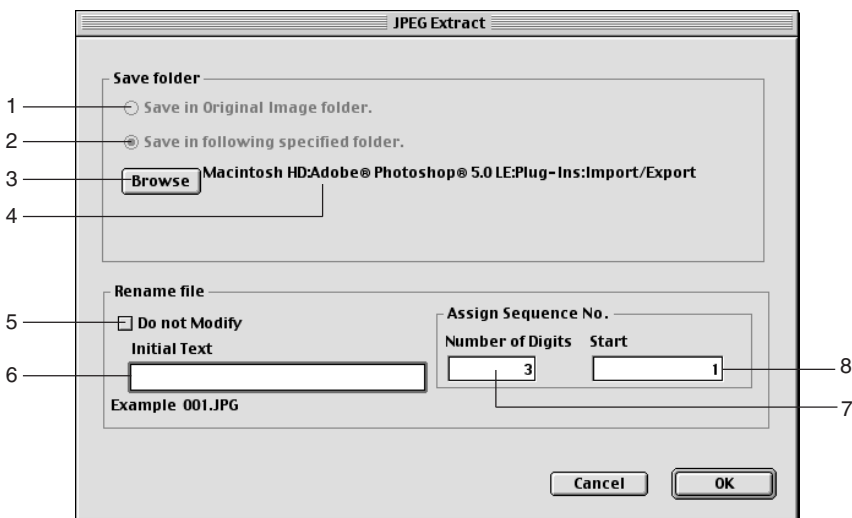 JPEG Extract
Save folder
1 Save in Original Image folder.
2 Save in following specified folder.
3 Browse Macintosh HD:Adobe® Photoshop® 5.0 LE:Plug-Ins:Import/Export
4
Rename file
5 Do not Modify
Assign Sequence No.
Initial Text
Number of Digits Start
6 3 1 8
7
Example 001.JPG
Cancel OK